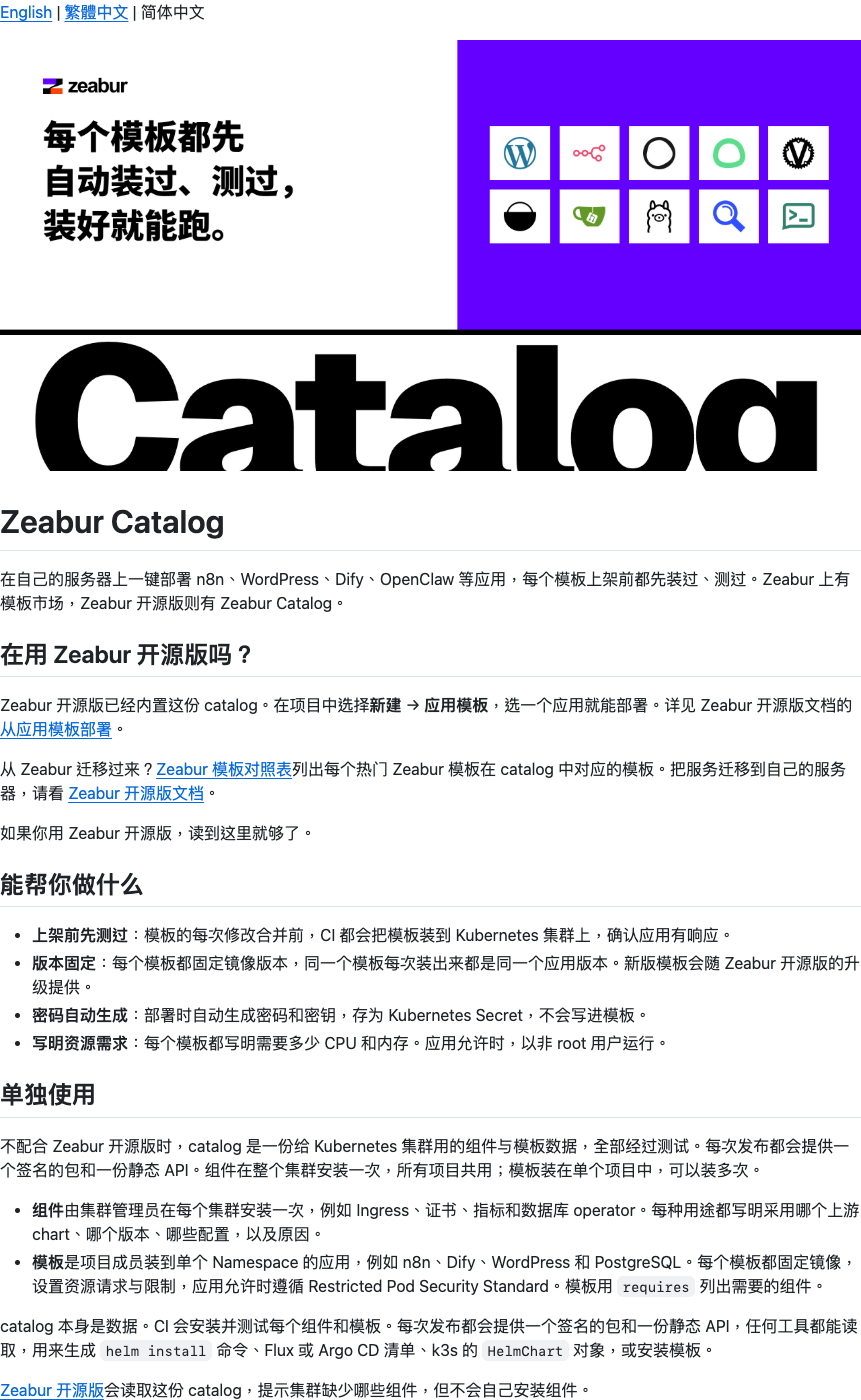 English | 繁體中文 | 简体中文
zeabur
每个模板都先
自动装过、测过，
装好就能跑。
Catalog
Zeabur Catalog
在自己的服务器上一键部署 n8n、WordPress、Dify、OpenClaw 等应用，每个模板上架前都先装过、测过。Zeabur 上有
模板市场，Zeabur 开源版则有 Zeabur Catalog。
在用 Zeabur 开源版吗？
Zeabur 开源版已经内置这份 catalog。在项目中选择新建 → 应用模板，选一个应用就能部署。详见 Zeabur 开源版文档的
从应用模板部署。
从 Zeabur 迁移过来？Zeabur 模板对照表列出每个热门 Zeabur 模板在 catalog 中对应的模板。把服务迁移到自己的服务
器，请看 Zeabur 开源版文档。
如果你用 Zeabur 开源版，读到这里就够了。
能帮你做什么
• 上架前先测过：模板的每次修改合并前，CI 都会把模板装到 Kubernetes 集群上，确认应用有响应。
• 版本固定：每个模板都固定镜像版本，同一个模板每次装出来都是同一个应用版本。新版模板会随 Zeabur 开源版的升
级提供。
• 密码自动生成：部署时自动生成密码和密钥，存为 Kubernetes Secret，不会写进模板。
• 写明资源需求：每个模板都写明需要多少 CPU 和内存。应用允许时，以非 root 用户运行。
单独使用
不配合 Zeabur 开源版时，catalog 是一份给 Kubernetes 集群用的组件与模板数据，全部经过测试。每次发布都会提供一
个签名的包和一份静态 API。组件在整个集群安装一次，所有项目共用；模板装在单个项目中，可以装多次。
• 组件由集群管理员在每个集群安装一次，例如 Ingress、证书、指标和数据库 operator。每种用途都写明采用哪个上游
chart、哪个版本、哪些配置，以及原因。
• 模板是项目成员装到单个 Namespace 的应用，例如 n8n、Dify、WordPress 和 PostgreSQL。每个模板都固定镜像，
设置资源请求与限制，应用允许时遵循 Restricted Pod Security Standard。模板用 requires 列出需要的组件。
catalog 本身是数据。CI 会安装并测试每个组件和模板。每次发布都会提供一个签名的包和一份静态 API，任何工具都能读
取，用来生成 helm install 命令、Flux 或 Argo CD 清单、k3s 的 HelmChart 对象，或安装模板。
Zeabur 开源版会读取这份 catalog，提示集群缺少哪些组件，但不会自己安装组件。